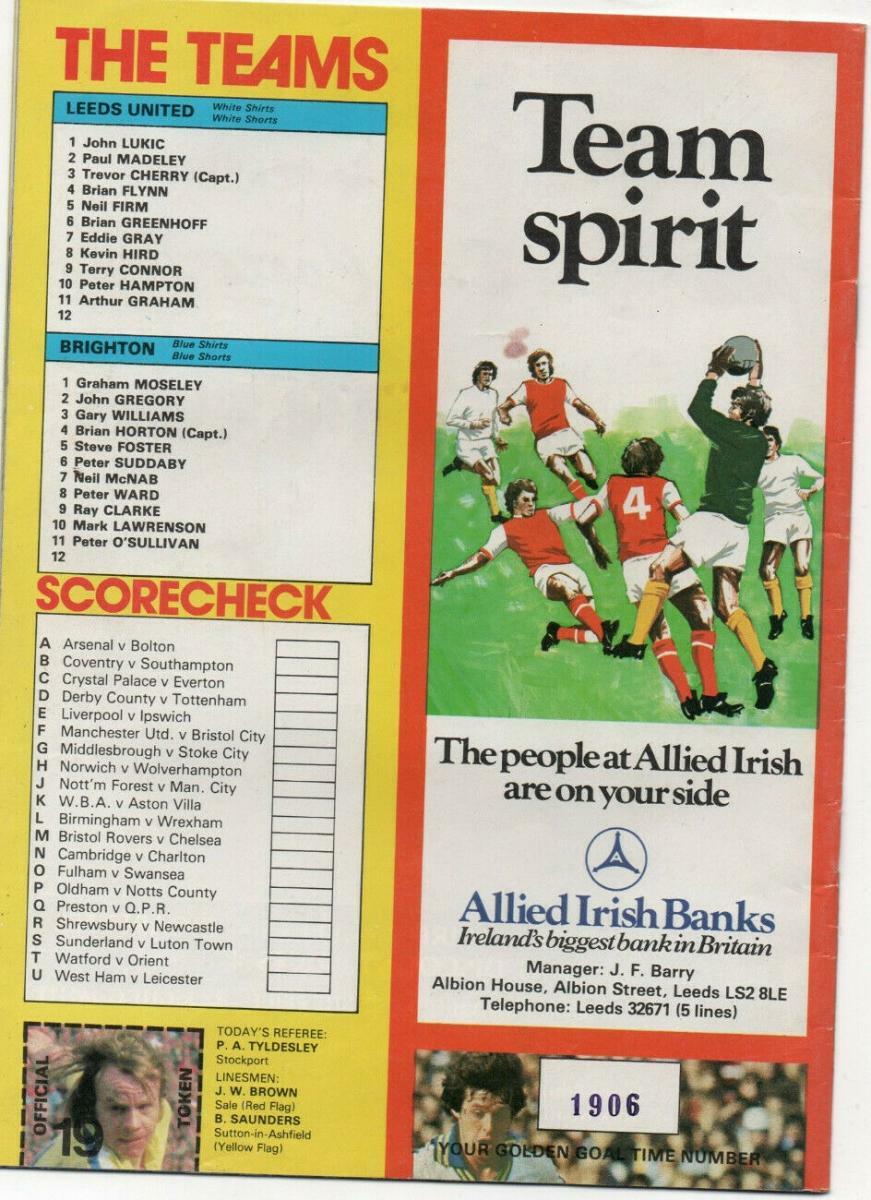 THE TEAMS
LEEDS UNITED White Shirts
White Shorts
1 John LUKIC
2 Paul MADELEY
3 Trevor CHERRY (Capt.)
4 Brian FLYNN
5 Neil FIRM
6 Brian GREENHOFF
7 Eddie GRAY
8 Kevin HIRD
9 Terry CONNOR
10 Peter HAMPTON
11 Arthur GRAHAM
12
BRIGHTON Blue Shirts
Blue Shorts
1 Graham MOSELEY
2 John GREGORY
3 Gary WILLIAMS
4 Brian HORTON (Capt.)
5 Steve FOSTER
6 Peter SUDDABY
7 Neil McNAB
8 Peter WARD
9 Ray CLARKE
10 Mark LAWRENSON
11 Peter O'SULLIVAN
12
SCORECHECK
A Arsenal v Bolton
B Coventry v Southampton
C Crystal Palace v Everton
D Derby County v Tottenham
E Liverpool v Ipswich
F Manchester Utd. v Bristol City
G Middlesbrough v Stoke City
H Norwich v Wolverhampton
J Nott'm Forest v Man. City
K W.B.A. v Aston Villa
L Birmingham v Wrexham
M Bristol Rovers v Chelsea
N Cambridge v Charlton
O Fulham v Swansea
P Oldham v Notts County
Q Preston v Q.P.R.
R Shrewsbury v Newcastle
S Sunderland v Luton Town
T Watford v Orient
U West Ham v Leicester
OFFICIAL
19
TOKEN
TODAY'S REFEREE:
P. A. TYLDESLEY
Stockport
LINESMEN:
J. W. BROWN
Sale (Red Flag)
B. SAUNDERS
Sutton-in-Ashfield
(Yellow Flag)
Team
spirit
4
The people at Allied Irish
are on your side
Allied Irish Banks
Ireland's biggest bank in Britain
Manager: J. F. Barry
Albion House, Albion Street, Leeds LS2 8LE
Telephone: Leeds 32671 (5 lines)
1906
YOUR GOLDEN GOAL TIME NUMBER